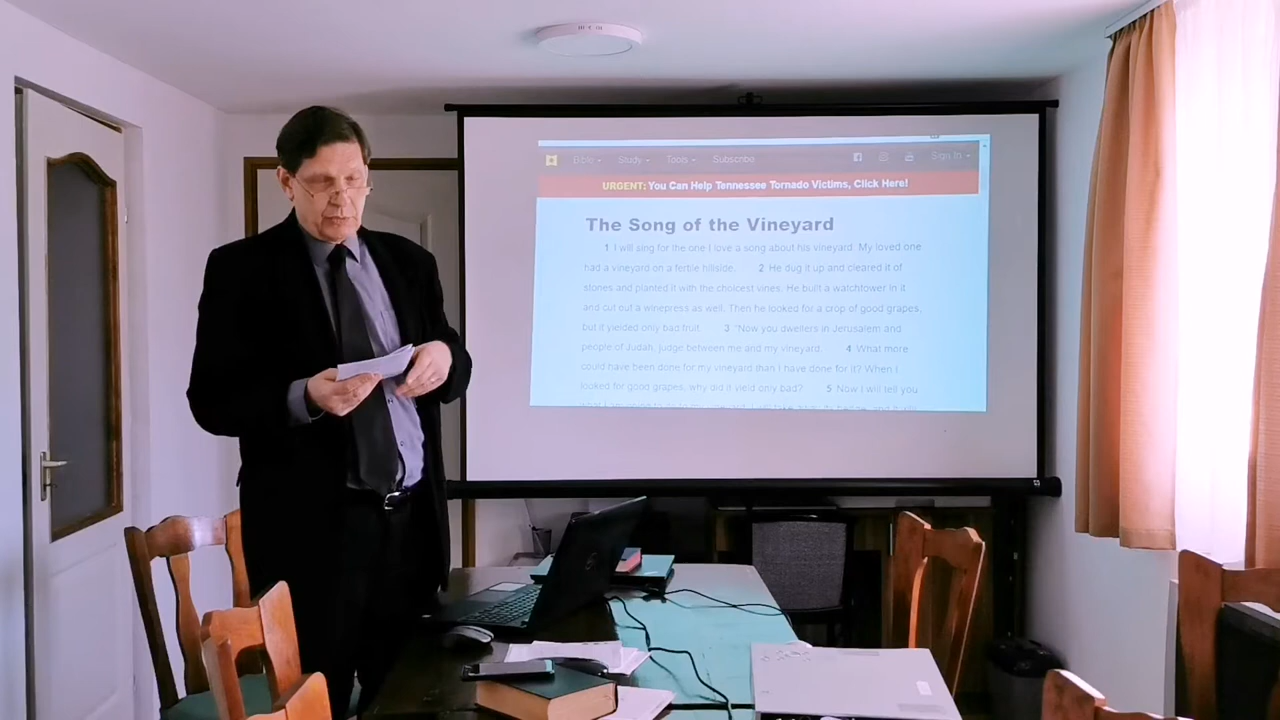 Bible Study Tools Subscribe Sign In
URGENT: You Can Help Tennessee Tornado Victims, Click Here!
The Song of the Vineyard
1 I will sing for the one I love a song about his vineyard: My loved one
had a vineyard on a fertile hillside. 2 He dug it up and cleared it of
stones and planted it with the choicest vines. He built a watchtower in it
and cut out a winepress as well. Then he looked for a crop of good grapes,
but it yielded only bad fruit. 3 "Now you dwellers in Jerusalem and
people of Judah, judge between me and my vineyard. 4 What more
could have been done for my vineyard than I have done for it? When I
looked for good grapes, why did it yield only bad? 5 Now I will tell you